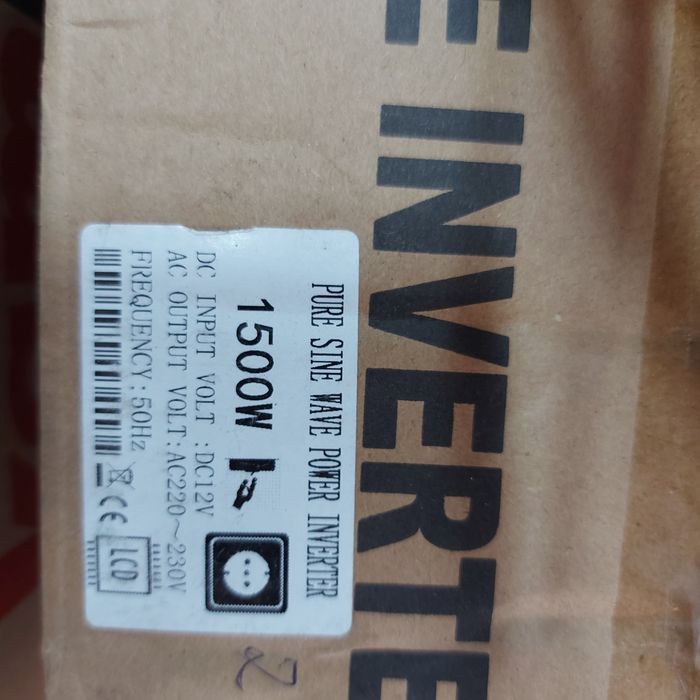 E INVERTE
PURE SINE WAVE POWER INVERTER
1500W
DC INPUT VOLT :DC12V
AC OUTPUT VOLT:AC220～230V
FREQUENCY:50Hz
CE LCD
2